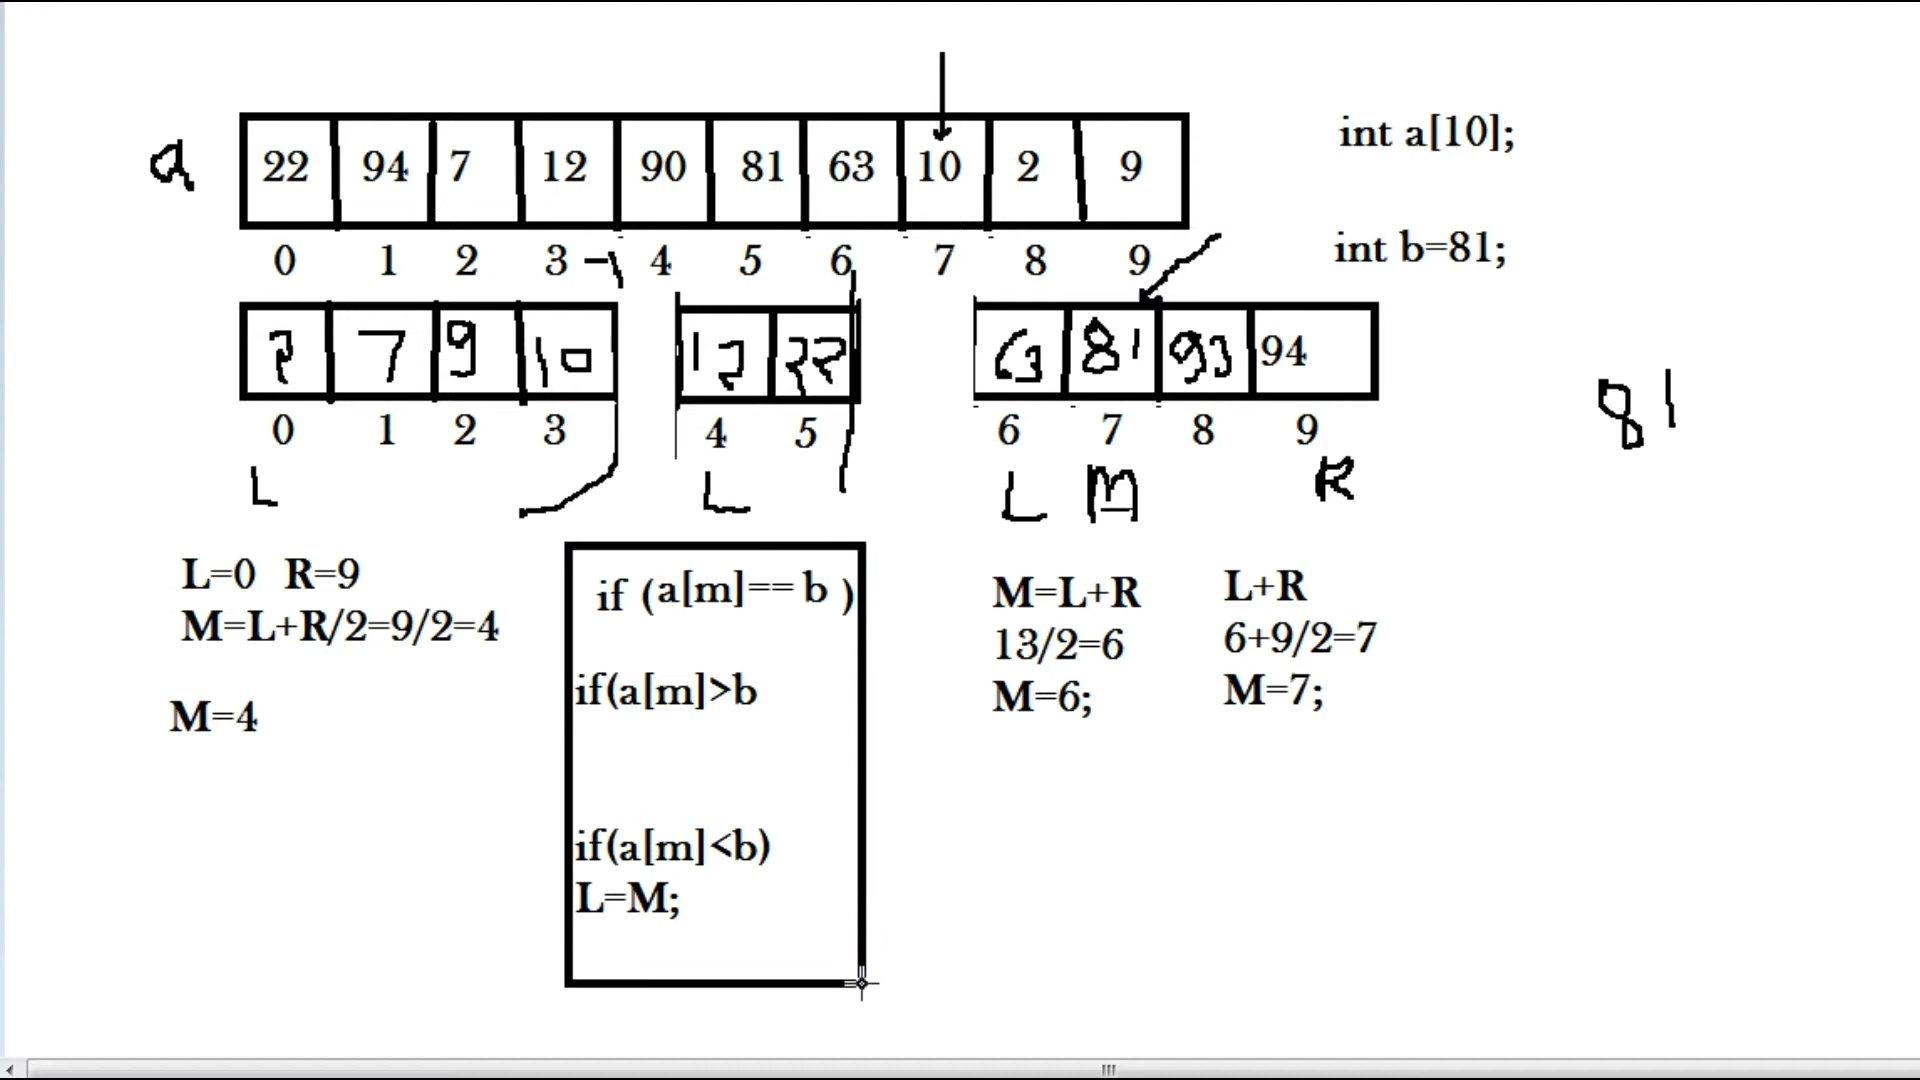 int a[10];
a 22 94 7 12 90 81 63 10 2 9
0 1 2 3 4 5 6 7 8 9
int b=81;
2 7 9 10 12 22 63 81 90 94
0 1 2 3 4 5 6 7 8 9
81
L L L M R
L=0 R=9
M=L+R/2=9/2=4
M=4
if (a[m]== b )
if(a[m]>b
if(a[m]<b)
L=M;
M=L+R
13/2=6
M=6;
L+R
6+9/2=7
M=7;